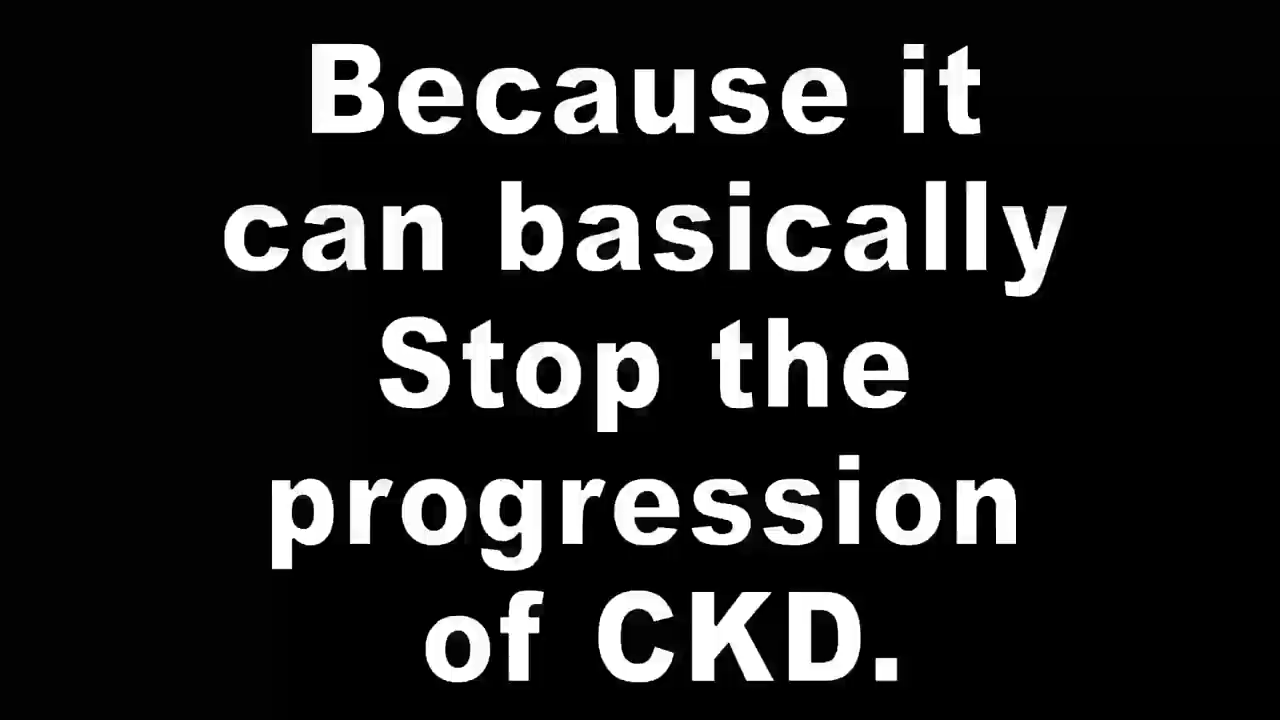 Because it
can basically
Stop the
progression
of CKD.